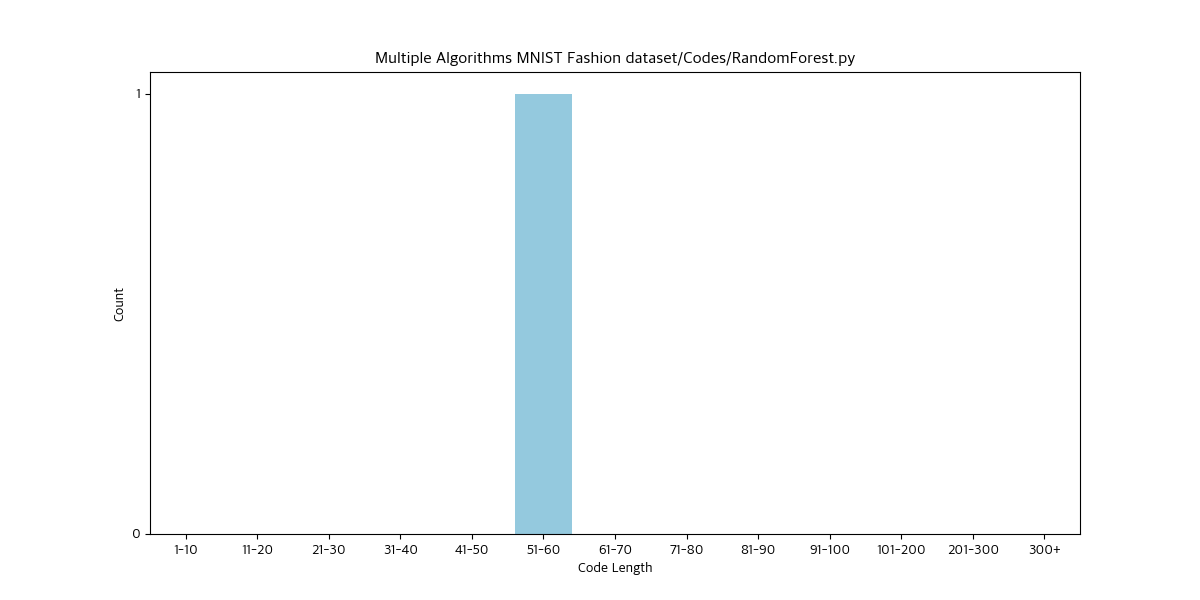 Multiple Algorithms MNIST Fashion dataset/Codes/RandomForest.py
1
Count
0
1-10 11-20 21-30 31-40 41-50 51-60 61-70 71-80 81-90 91-100 101-200 201-300 300+
Code Length